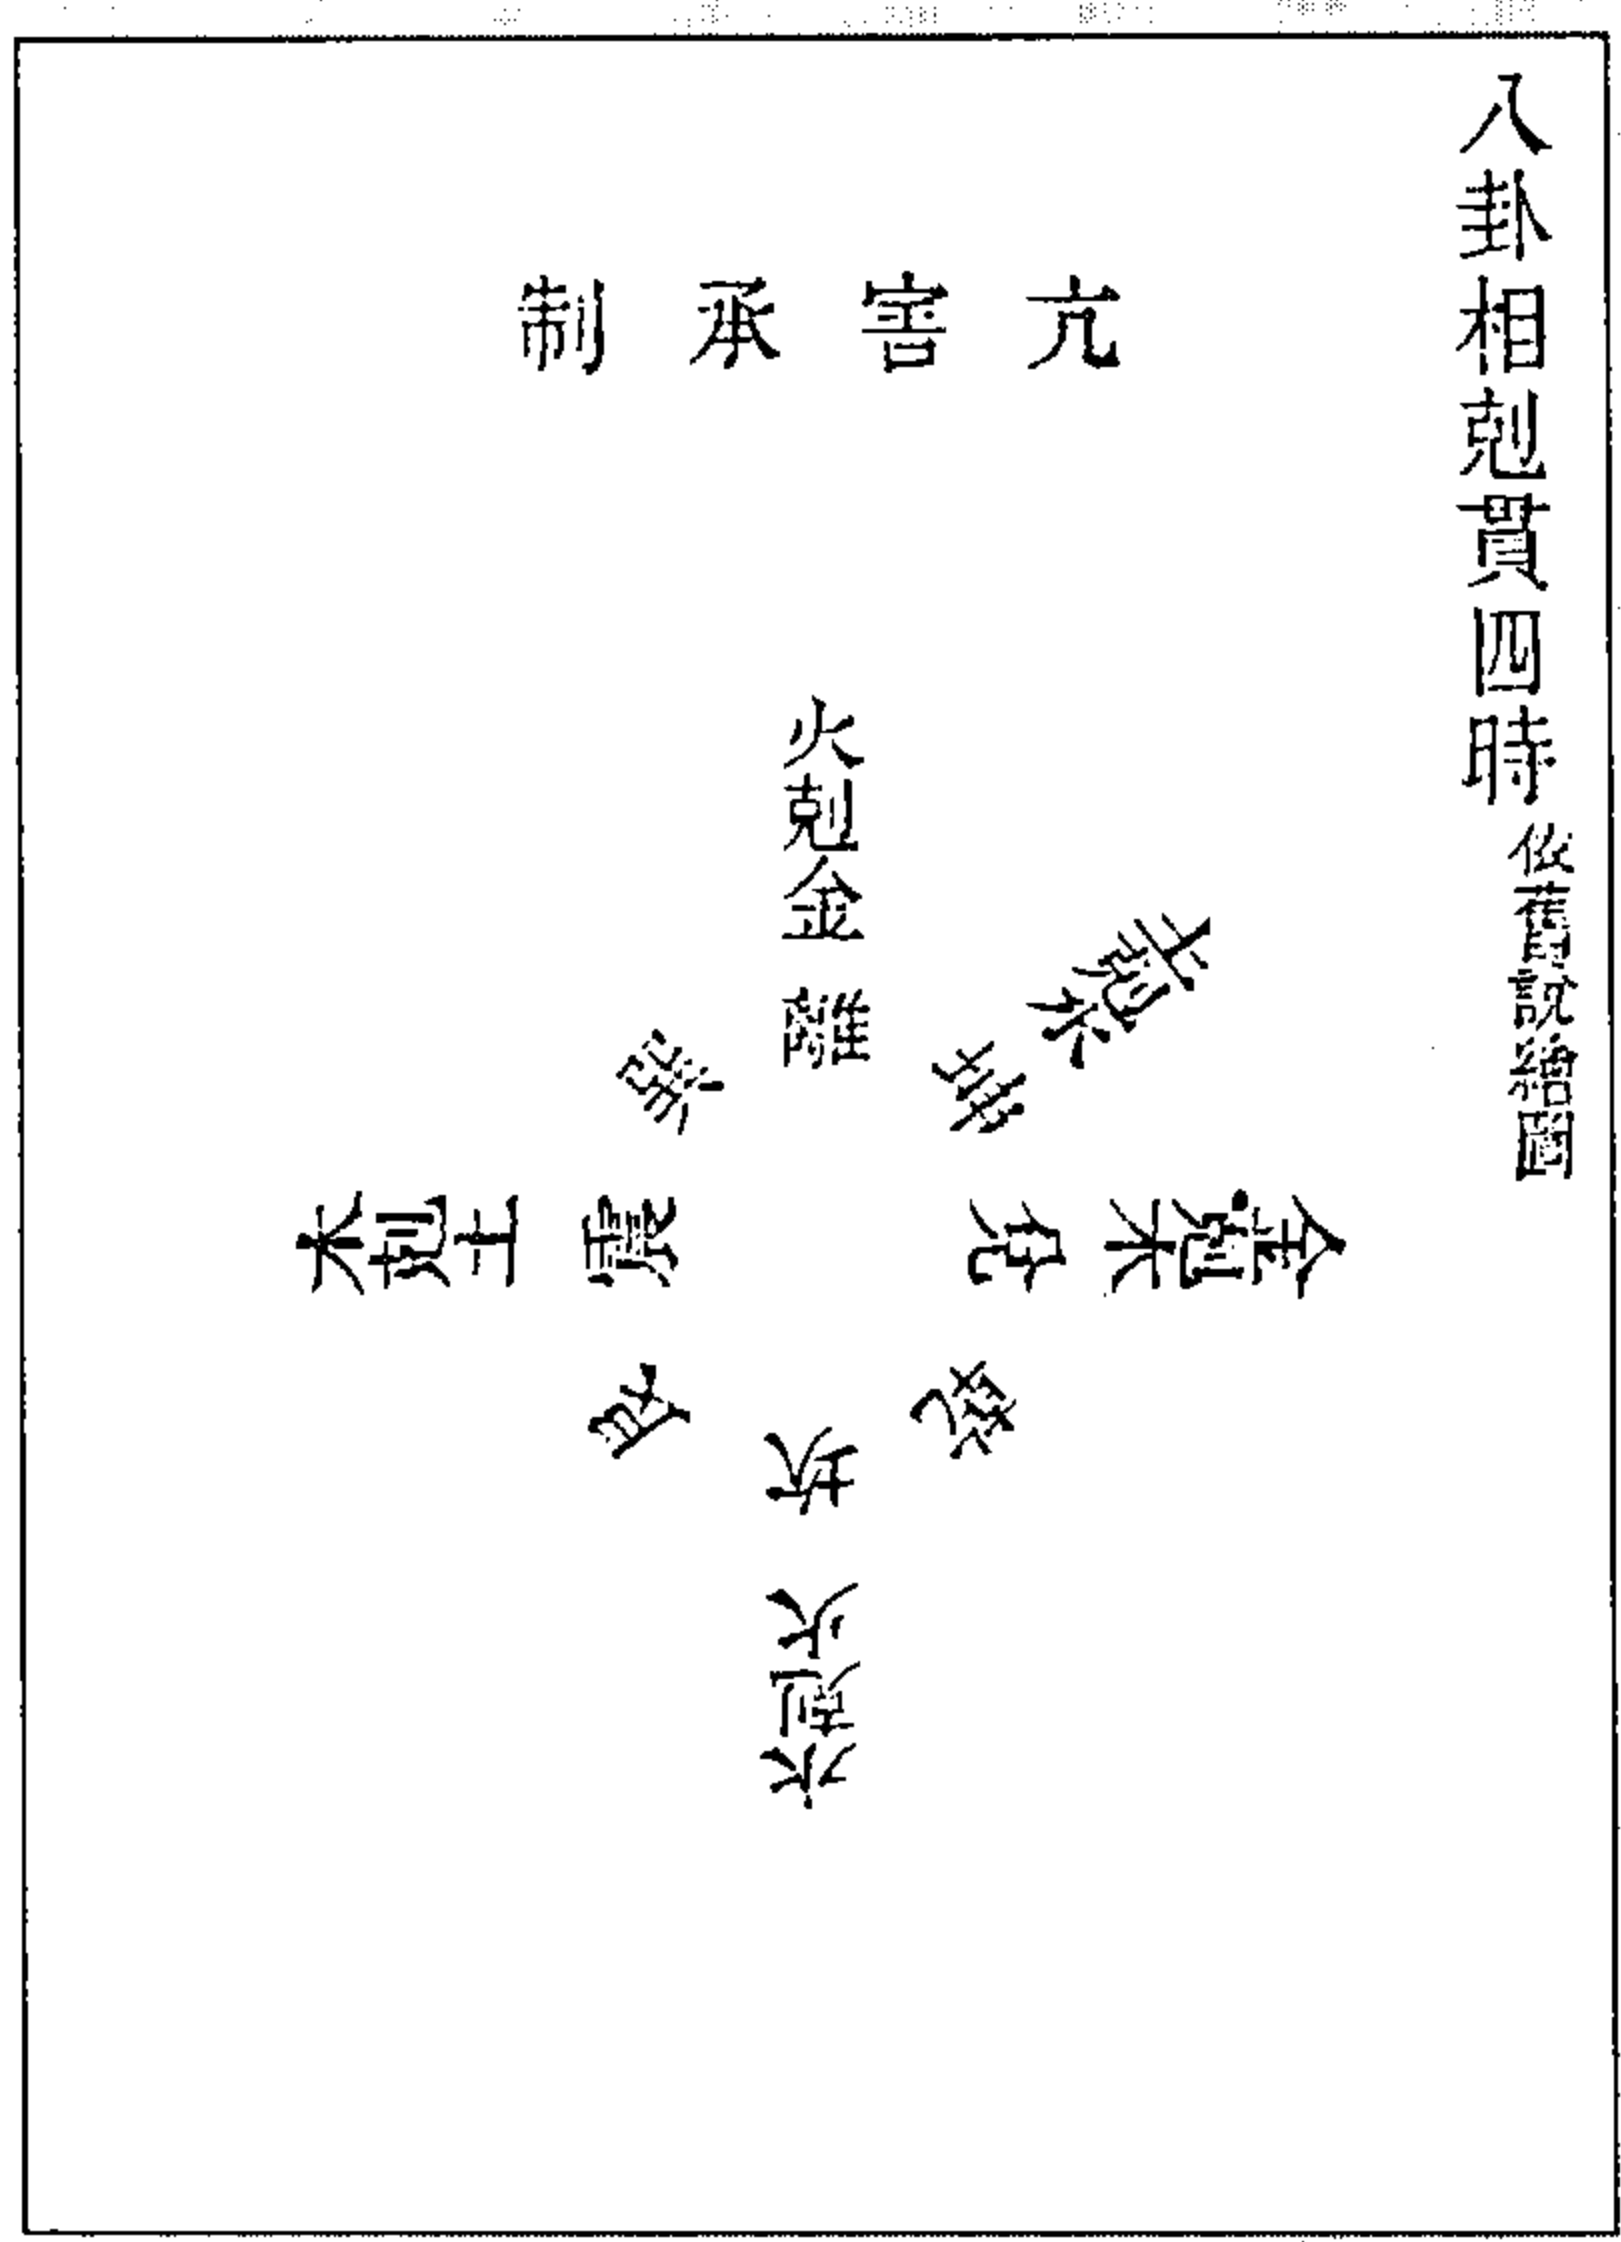 八卦相剋貫四時
依舊說繪圖
亢害承制
火剋金 離
土剋水 坤
金剋木 兌
乾
水剋火 坎
艮
木剋土 震
巽